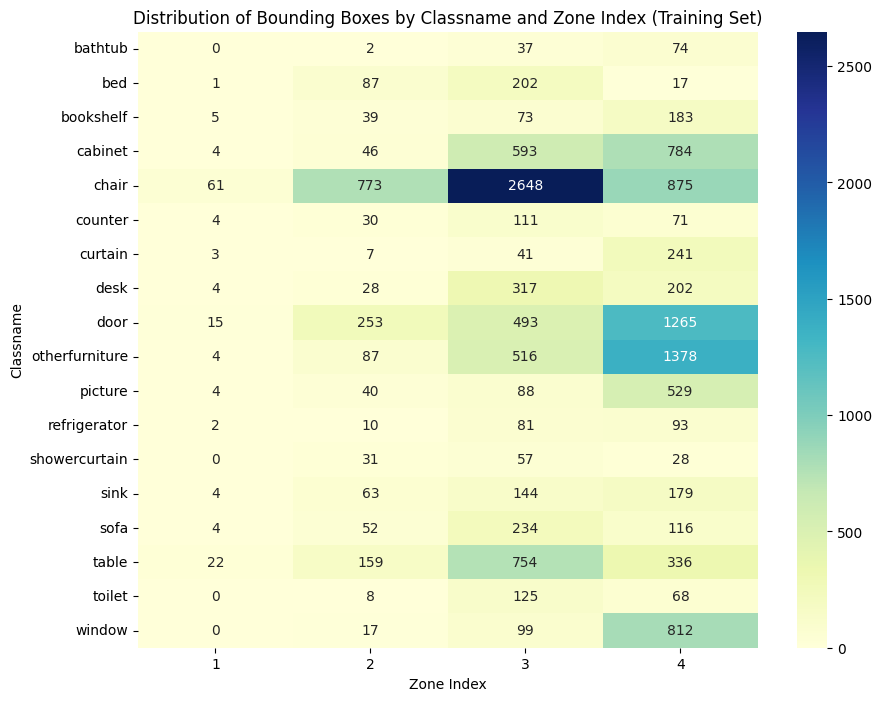 Distribution of Bounding Boxes by Classname and Zone Index (Training Set)
bathtub 0 2 37 74
bed 1 87 202 17
bookshelf 5 39 73 183
cabinet 4 46 593 784
chair 61 773 2648 875
counter 4 30 111 71
curtain 3 7 41 241
desk 4 28 317 202
door 15 253 493 1265
otherfurniture 4 87 516 1378
picture 4 40 88 529
refrigerator 2 10 81 93
showercurtain 0 31 57 28
sink 4 63 144 179
sofa 4 52 234 116
table 22 159 754 336
toilet 0 8 125 68
window 0 17 99 812
1 2 3 4
Zone Index
Classname
2500
2000
1500
1000
500
0